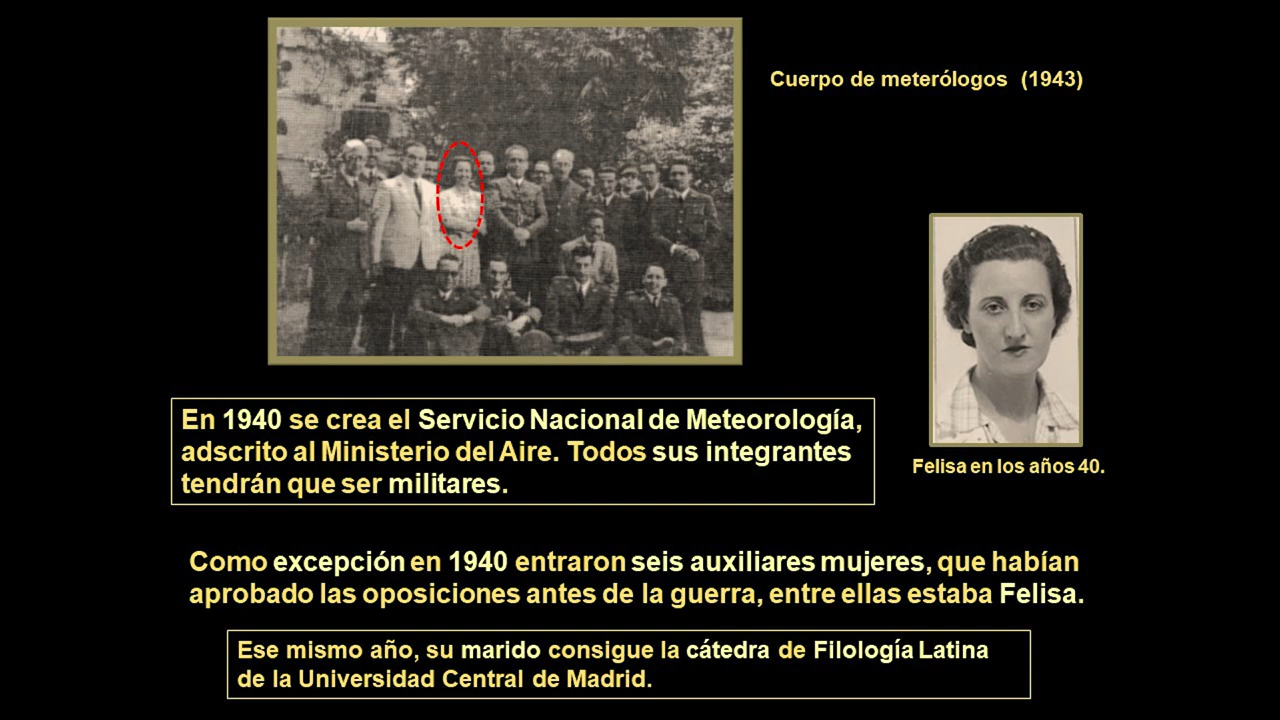 Cuerpo de meterólogos (1943)
Felisa en los años 40.
En 1940 se crea el Servicio Nacional de Meteorología,
adscrito al Ministerio del Aire. Todos sus integrantes
tendrán que ser militares.
Como excepción en 1940 entraron seis auxiliares mujeres, que habían
aprobado las oposiciones antes de la guerra, entre ellas estaba Felisa.
Ese mismo año, su marido consigue la cátedra de Filología Latina
de la Universidad Central de Madrid.